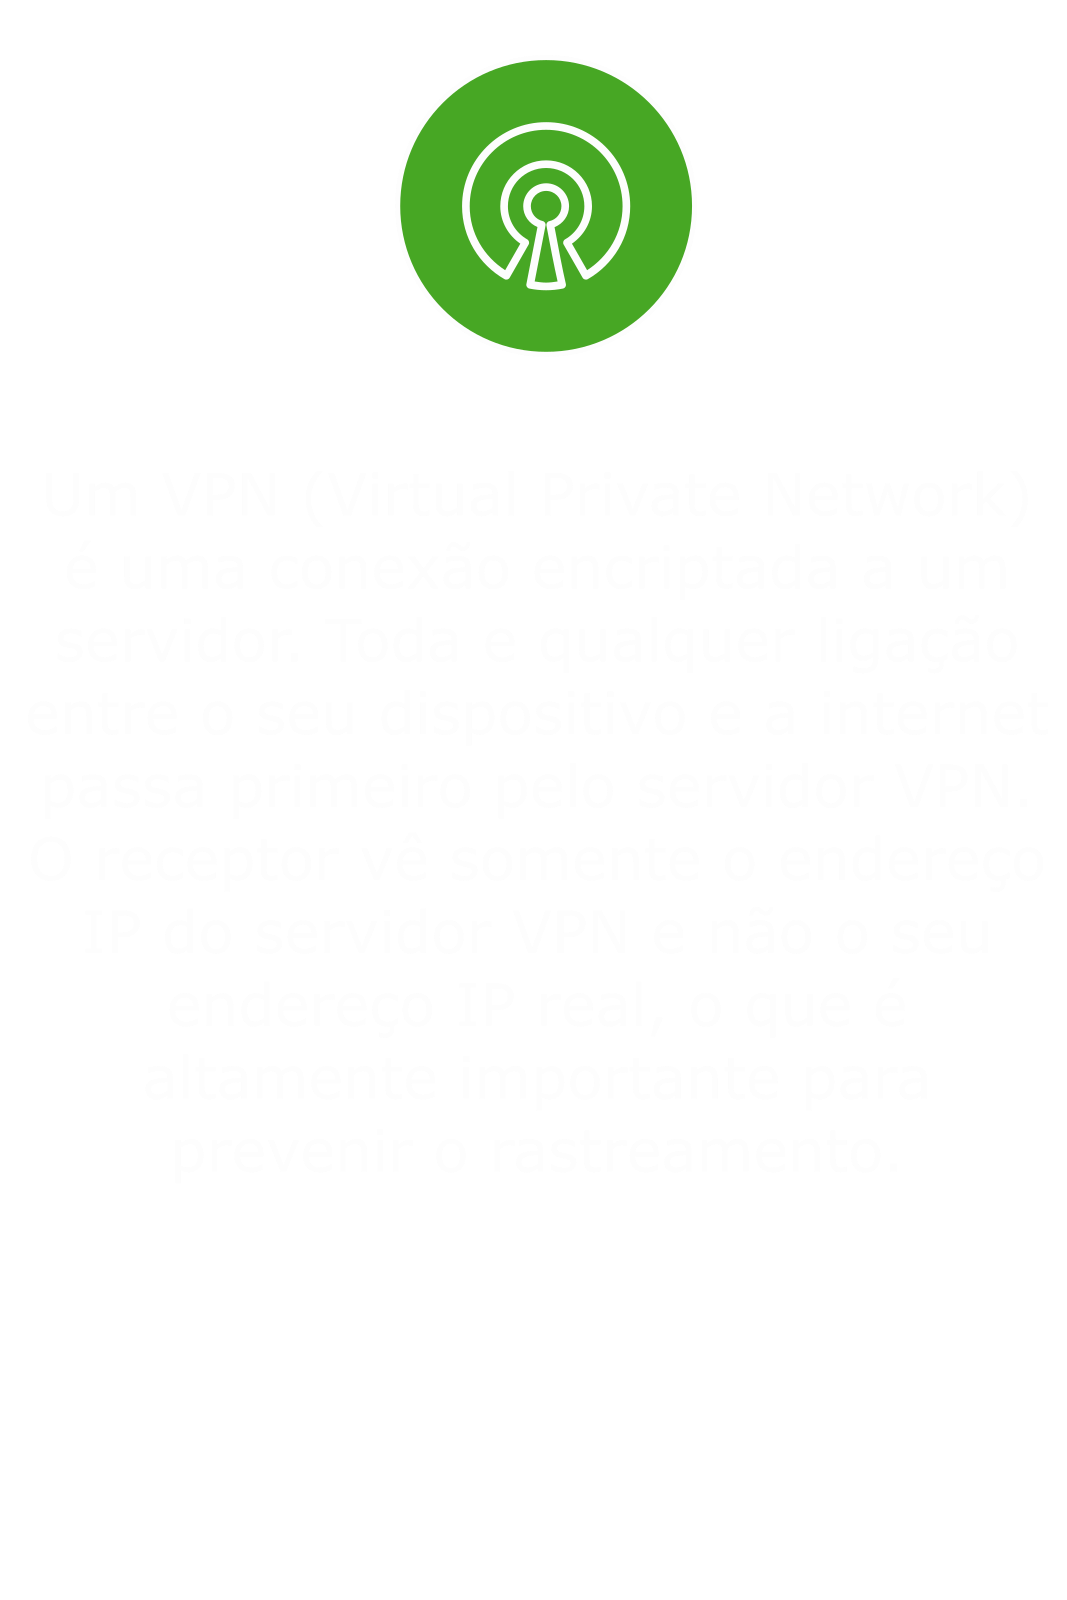 Um VPN (Virtual Private Network)
é uma conexão encriptada a um
servidor. Toda e qualquer ligação
entre o seu dispositivo e a internet
passa primeiro pelo servidor VPN.
O receptor vê somente o endereço
IP do servidor VPN e não o seu
endereço IP real, o que é
altamente importante para
prevenir o rastreamento.